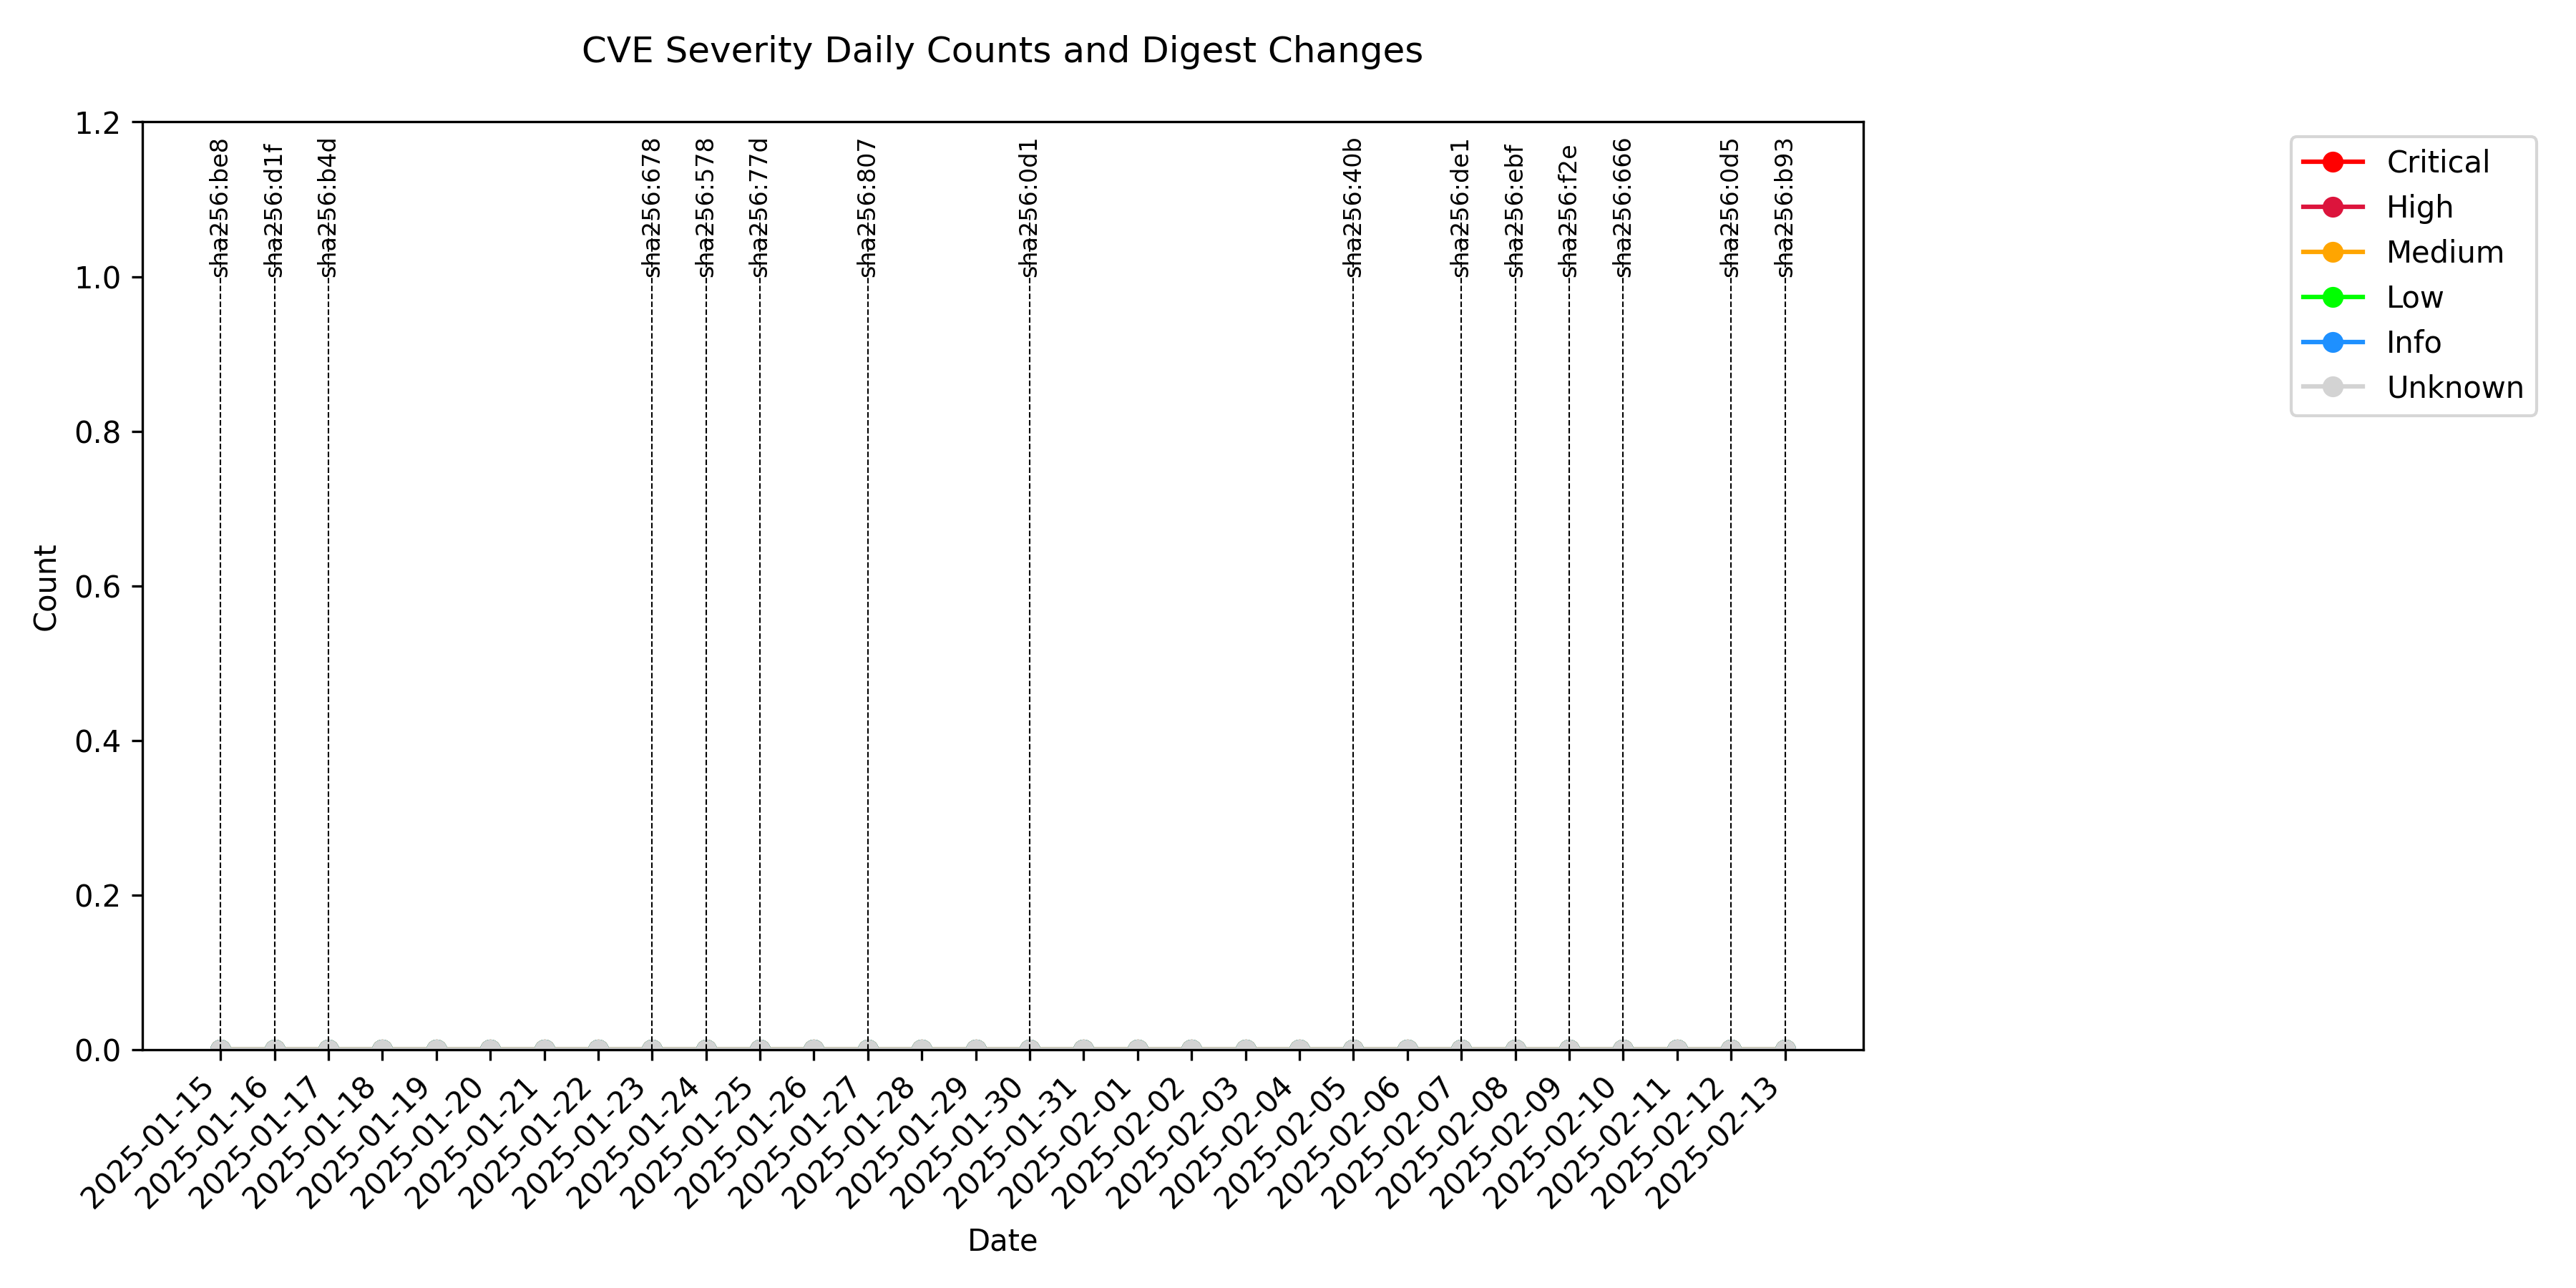 CVE Severity Daily Counts and Digest Changes
1.2
1.0
0.8
0.6
0.4
0.2
0.0
Count
sha256:be8
sha256:d1f
sha256:b4d
sha256:678
sha256:578
sha256:77d
sha256:807
sha256:0d1
sha256:40b
sha256:de1
sha256:ebf
sha256:f2e
sha256:666
sha256:0d5
sha256:b93
Critical
High
Medium
Low
Info
Unknown
2025-01-15
2025-01-16
2025-01-17
2025-01-18
2025-01-19
2025-01-20
2025-01-21
2025-01-22
2025-01-23
2025-01-24
2025-01-25
2025-01-26
2025-01-27
2025-01-28
2025-01-29
2025-01-30
2025-01-31
2025-02-01
2025-02-02
2025-02-03
2025-02-04
2025-02-05
2025-02-06
2025-02-07
2025-02-08
2025-02-09
2025-02-10
2025-02-11
2025-02-12
2025-02-13
Date